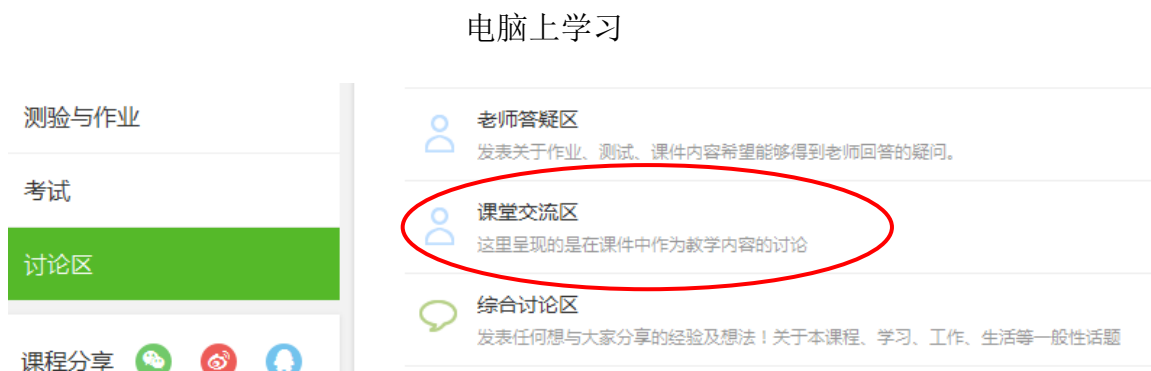 电脑上学习
测验与作业
考试
讨论区
课程分享
老师答疑区
发表关于作业、测试、课件内容希望能够得到老师回答的疑问。
课堂交流区
这里呈现的是在课件中作为教学内容的讨论
综合讨论区
发表任何想与大家分享的经验及想法！关于本课程、学习、工作、生活等一般性话题